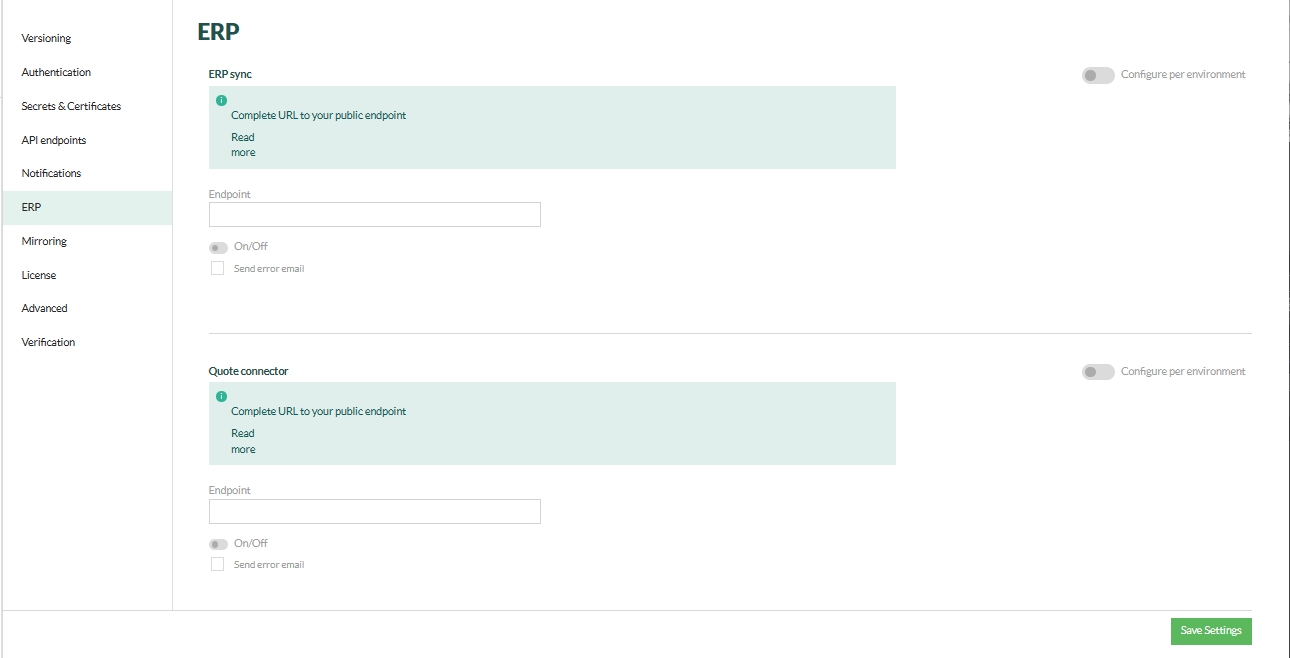 Versioning
Authentication
Secrets & Certificates
API endpoints
Notifications
ERP
Mirroring
License
Advanced
Verification
ERP
ERP sync
Configure per environment
Complete URL to your public endpoint
Read
more
Endpoint
On/Off
Send error email
Quote connector
Configure per environment
Complete URL to your public endpoint
Read
more
Endpoint
On/Off
Send error email
Save Settings